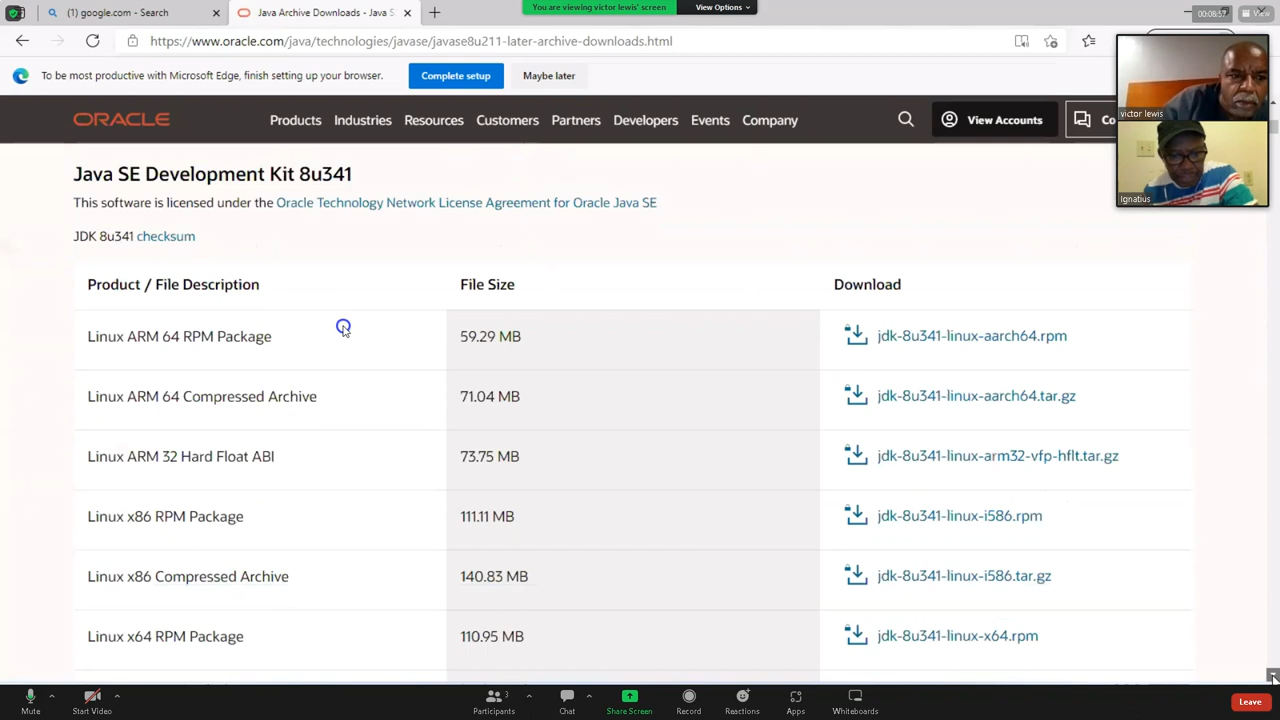 google.com - Search
Java Archive Downloads - Java S
You are viewing victor lewis' screen
View Options
00:08:57
View
https://www.oracle.com/java/technologies/javase/javase8u211-later-archive-downloads.html
To be most productive with Microsoft Edge, finish setting up your browser.
Complete setup
Maybe later
ORACLE
Products
Industries
Resources
Customers
Partners
Developers
Events
Company
View Accounts
Co
victor lewis
Ignatius
Java SE Development Kit 8u341
This software is licensed under the Oracle Technology Network License Agreement for Oracle Java SE
JDK 8u341 checksum
Product / File Description
File Size
Download
Linux ARM 64 RPM Package
59.29 MB
jdk-8u341-linux-aarch64.rpm
Linux ARM 64 Compressed Archive
71.04 MB
jdk-8u341-linux-aarch64.tar.gz
Linux ARM 32 Hard Float ABI
73.75 MB
jdk-8u341-linux-arm32-vfp-hflt.tar.gz
Linux x86 RPM Package
111.11 MB
jdk-8u341-linux-i586.rpm
Linux x86 Compressed Archive
140.83 MB
jdk-8u341-linux-i586.tar.gz
Linux x64 RPM Package
110.95 MB
jdk-8u341-linux-x64.rpm
Mute
Start Video
Participants
3
Chat
Share Screen
Record
Reactions
Apps
Whiteboards
Leave